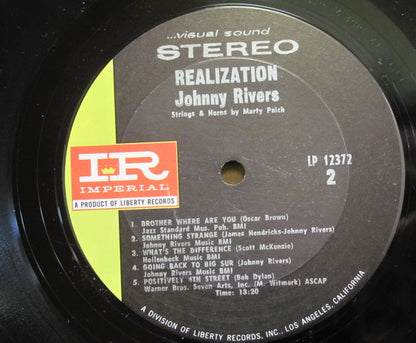 ...visual sound
STEREO
REALIZATION
Johnny Rivers
Strings & Horns by Marty Paich
LP 12372
2
IR
IMPERIAL
A PRODUCT OF LIBERTY RECORDS
1. BROTHER WHERE ARE YOU (Oscar Brown)
Jazz Standard Mus. Pub. BMI
2. SOMETHING STRANGE (James Hendricks-Johnny Rivers)
Johnny Rivers Music BMI
3. WHAT'S THE DIFFERENCE (Scott McKenzie)
Hollenbeck Music BMI
4. GOING BACK TO BIG SUR (Johnny Rivers)
Johnny Rivers Music BMI
5. POSITIVELY 4TH STREET (Bob Dylan)
Warner Bros. Seven Arts, Inc. (M. Witmark) ASCAP
Time: 13:20
A DIVISION OF LIBERTY RECORDS, INC., LOS ANGELES, CALIFORNIA